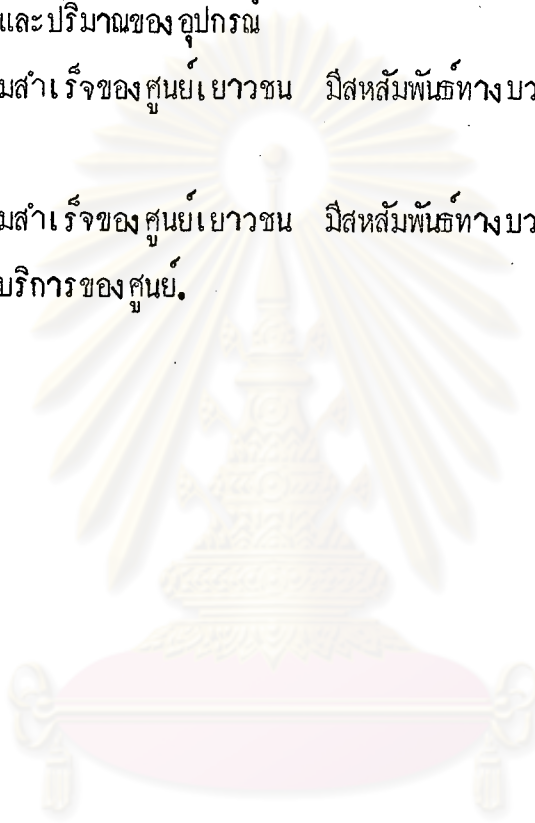 และปริมาณของอุปกรณ์
มสำเร็จของศูนย์เยาวชน มีสหสัมพันธ์ทางบว
มสำเร็จของศูนย์เยาวชน มีสหสัมพันธ์ทางบว
บริการของศูนย์.